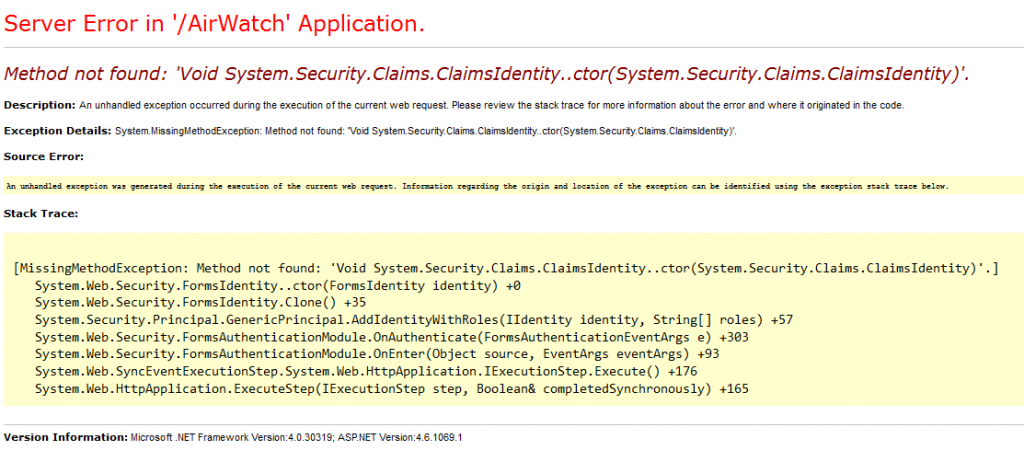 Server Error in '/AirWatch' Application.
Method not found: 'Void System.Security.Claims.ClaimsIdentity..ctor(System.Security.Claims.ClaimsIdentity)'.
Description: An unhandled exception occurred during the execution of the current web request. Please review the stack trace for more information about the error and where it originated in the code.
Exception Details: System.MissingMethodException: Method not found: 'Void System.Security.Claims.ClaimsIdentity..ctor(System.Security.Claims.ClaimsIdentity)'.
Source Error:
An unhandled exception was generated during the execution of the current web request. Information regarding the origin and location of the exception can be identified using the exception stack trace below.
Stack Trace:
[MissingMethodException: Method not found: 'Void System.Security.Claims.ClaimsIdentity..ctor(System.Security.Claims.ClaimsIdentity)'.]
System.Web.Security.FormsIdentity..ctor(FormsIdentity identity) +0
System.Web.Security.FormsIdentity.Clone() +35
System.Security.Principal.GenericPrincipal.AddIdentityWithRoles(IIdentity identity, String[] roles) +57
System.Web.Security.FormsAuthenticationModule.OnAuthenticate(FormsAuthenticationEventArgs e) +303
System.Web.Security.FormsAuthenticationModule.OnEnter(Object source, EventArgs eventArgs) +93
System.Web.SyncEventExecutionStep.System.Web.HttpApplication.IExecutionStep.Execute() +176
System.Web.HttpApplication.ExecuteStep(IExecutionStep step, Boolean& completedSynchronously) +165
Version Information: Microsoft .NET Framework Version:4.0.30319; ASP.NET Version:4.6.1069.1